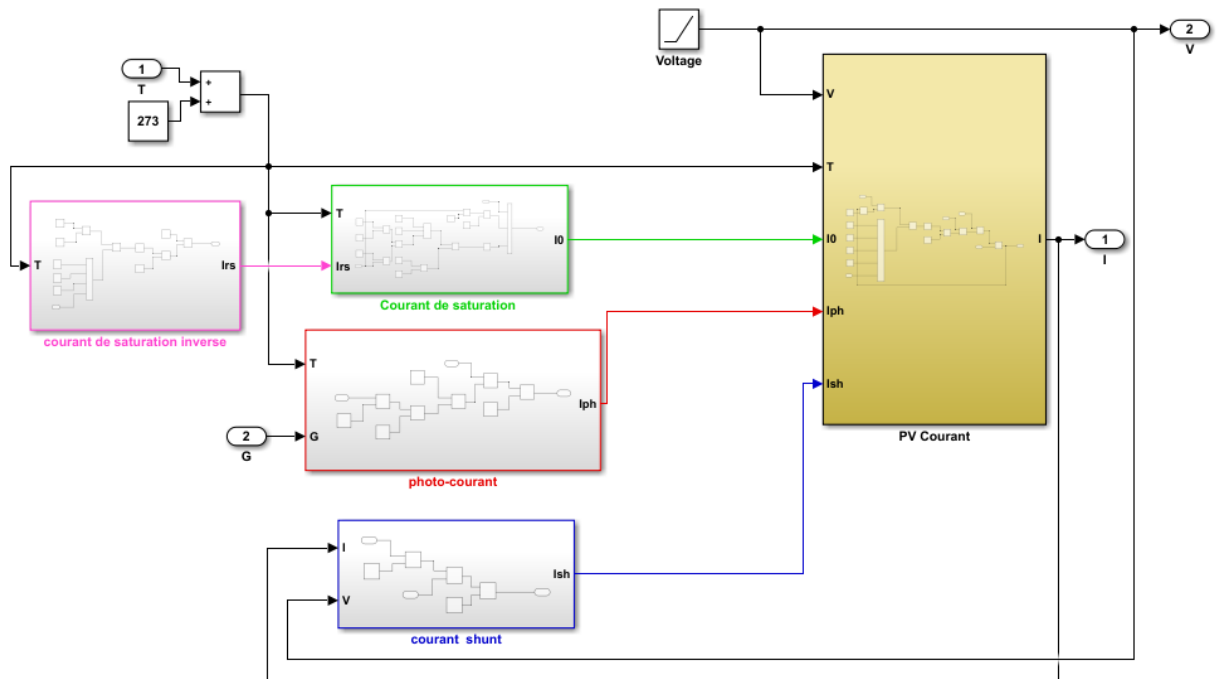 2
V
Voltage
1
T
+
+
273
V
T
T
I0
Irs
Courant de saturation
T
Irs
courant de saturation inverse
I0
Iph
Ish
I
PV Courant
1
I
T
G
Iph
photo-courant
2
G
I
V
Ish
courant  shunt